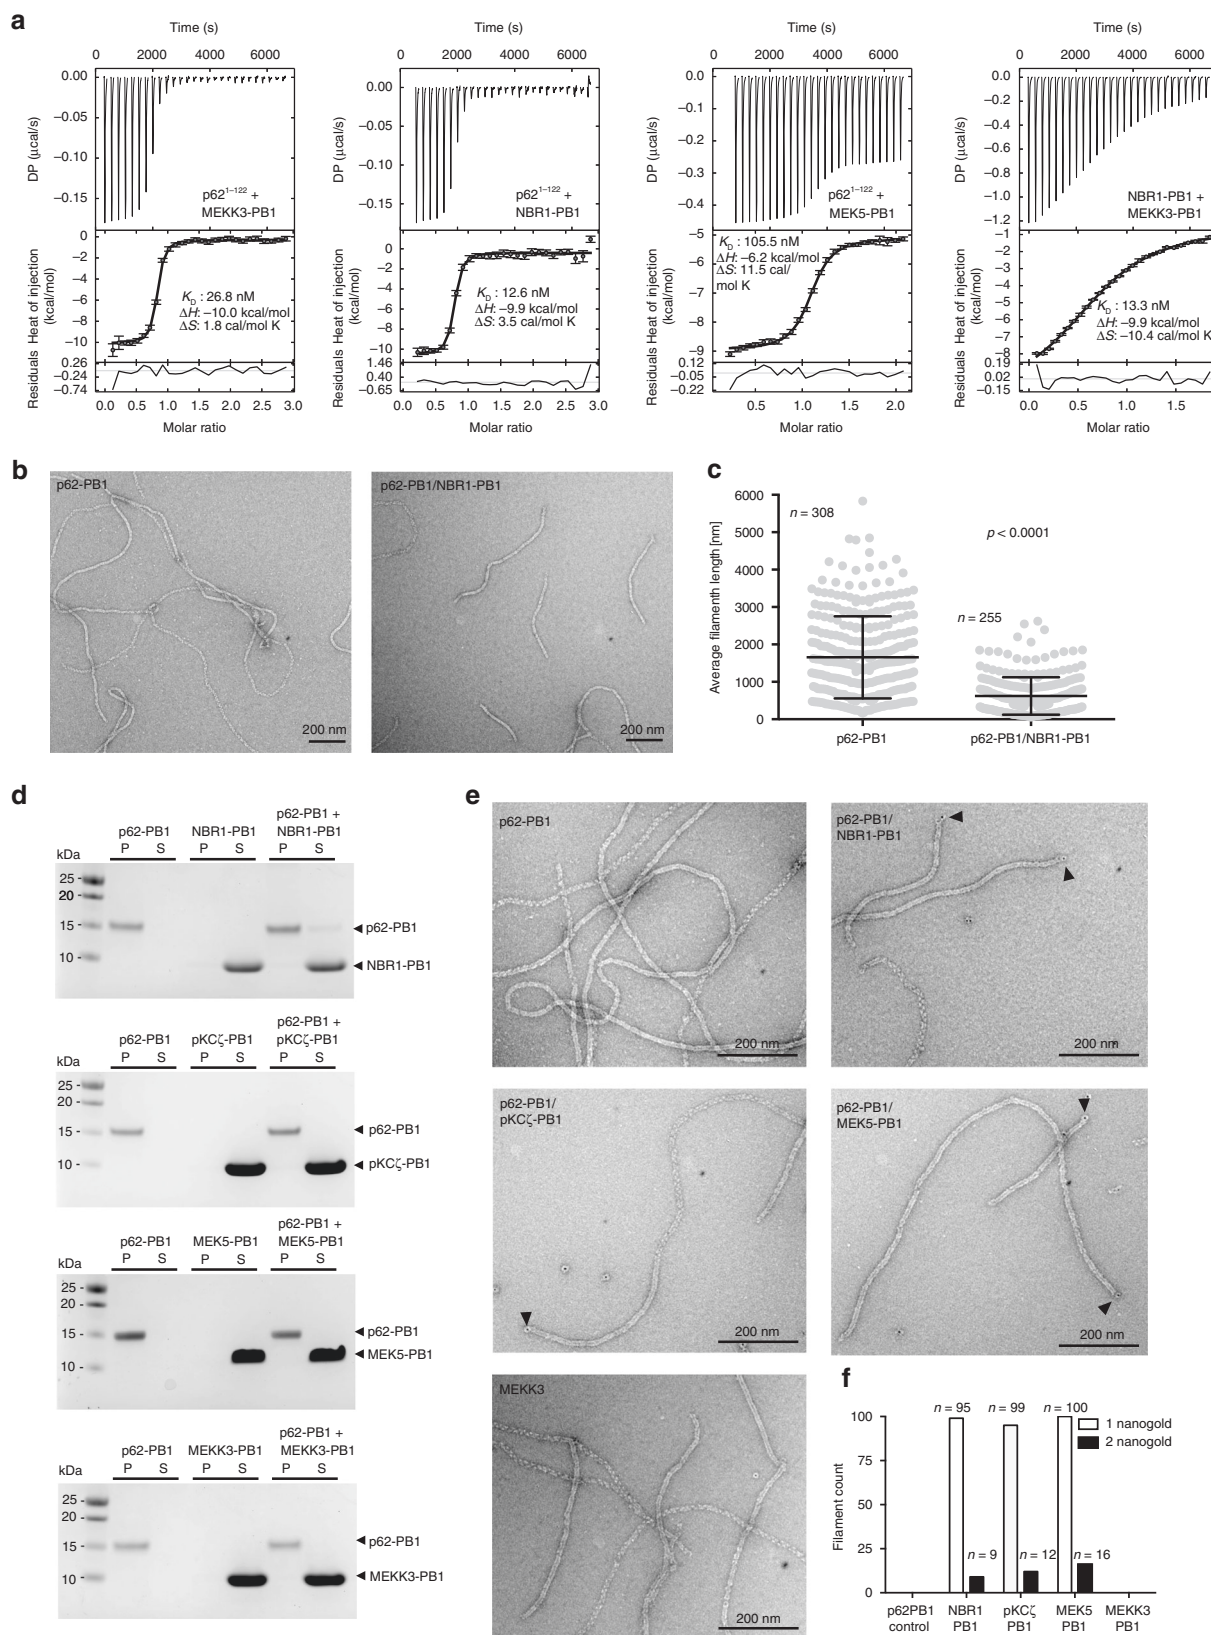 a
Time (s)
0 2000 4000 6000
0.00
−0.05
−0.10
−0.15
DP (µcal/s)
p62¹⁻¹²² +
MEKK3-PB1
0
−2
−4
−6
−8
−10
Heat of injection
(kcal/mol)
K_D : 26.8 nM
ΔH: −10.0 kcal/mol
ΔS: 1.8 cal/mol K
0.26
−0.24
−0.74
Residuals
0.0 0.5 1.0 1.5 2.0 2.5 3.0
Molar ratio
Time (s)
0 2000 4000 6000
0.00
−0.05
−0.10
−0.15
DP (µcal/s)
p62¹⁻¹²² +
NBR1-PB1
0
−2
−4
−6
−8
−10
Heat of injection
(kcal/mol)
K_D : 12.6 nM
ΔH: −9.9 kcal/mol
ΔS: 3.5 cal/mol K
1.46
0.40
−0.65
Residuals
0.0 0.5 1.0 1.5 2.0 2.5 3.0
Molar ratio
Time (s)
0 2000 4000 6000
0.00
−0.1
−0.2
−0.3
−0.4
DP (µcal/s)
p62¹⁻¹²² +
MEK5-PB1
−5
−6
−7
−8
−9
Heat of injection
(kcal/mol)
K_D : 105.5 nM
ΔH: −6.2 kcal/mol
ΔS: 11.5 cal/
mol K
0.12
−0.05
−0.22
Residuals
0.5 1.0 1.5 2.0
Molar ratio
Time (s)
0 2000 4000 6000
0.00
−0.2
−0.4
−0.6
−0.8
−1.0
−1.2
DP (µcal/s)
NBR1-PB1 +
MEKK3-PB1
−1
−2
−3
−4
−5
−6
−7
−8
Heat of injection
(kcal/mol)
K_D : 13.3 nM
ΔH: −9.9 kcal/mol
ΔS: −10.4 cal/mol K
0.19
0.02
−0.15
Residuals
0.0 0.5 1.0 1.5
Molar ratio
b
p62-PB1
200 nm
p62-PB1/NBR1-PB1
200 nm
c
Average filamenth length [nm]
6000
5000
4000
3000
2000
1000
0
n = 308
p < 0.0001
n = 255
p62-PB1 p62-PB1/NBR1-PB1
d
p62-PB1 NBR1-PB1 p62-PB1 +
NBR1-PB1
kDa P S P S P S
25 -
20 -
15 -
10 -
p62-PB1
NBR1-PB1
p62-PB1 pKCζ-PB1 p62-PB1 +
pKCζ-PB1
kDa P S P S P S
25 -
20 -
15 -
10 -
p62-PB1
pKCζ-PB1
p62-PB1 MEK5-PB1 p62-PB1 +
MEK5-PB1
kDa P S P S P S
25 -
20 -
15 -
10 -
p62-PB1
MEK5-PB1
p62-PB1 MEKK3-PB1 p62-PB1 +
MEKK3-PB1
kDa P S P S P S
25 -
20 -
15 -
10 -
p62-PB1
MEKK3-PB1
e
p62-PB1
200 nm
p62-PB1/
NBR1-PB1
200 nm
p62-PB1/
pKCζ-PB1
200 nm
p62-PB1/
MEK5-PB1
200 nm
MEKK3
200 nm
f
Filament count
100
75
50
25
0
n = 95 n = 99 n = 100
1 nanogold
2 nanogold
n = 9 n = 12 n = 16
p62PB1
control
NBR1
PB1
pKCζ
PB1
MEK5
PB1
MEKK3
PB1